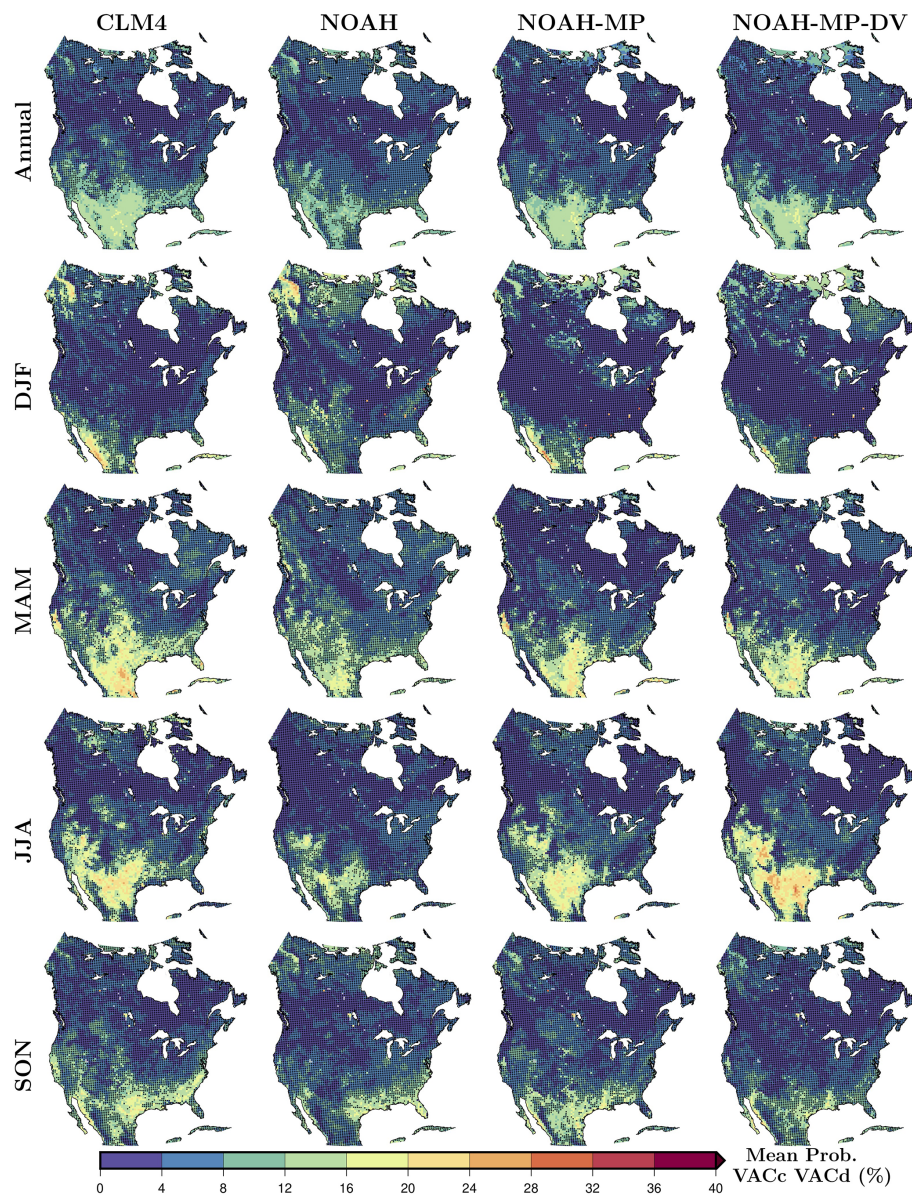 CLM4 NOAH NOAH-MP NOAH-MP-DV
Annual
DJF
MAM
JJA
SON
0 4 8 12 16 20 24 28 32 36 40
Mean Prob.
VACc VACd (%)